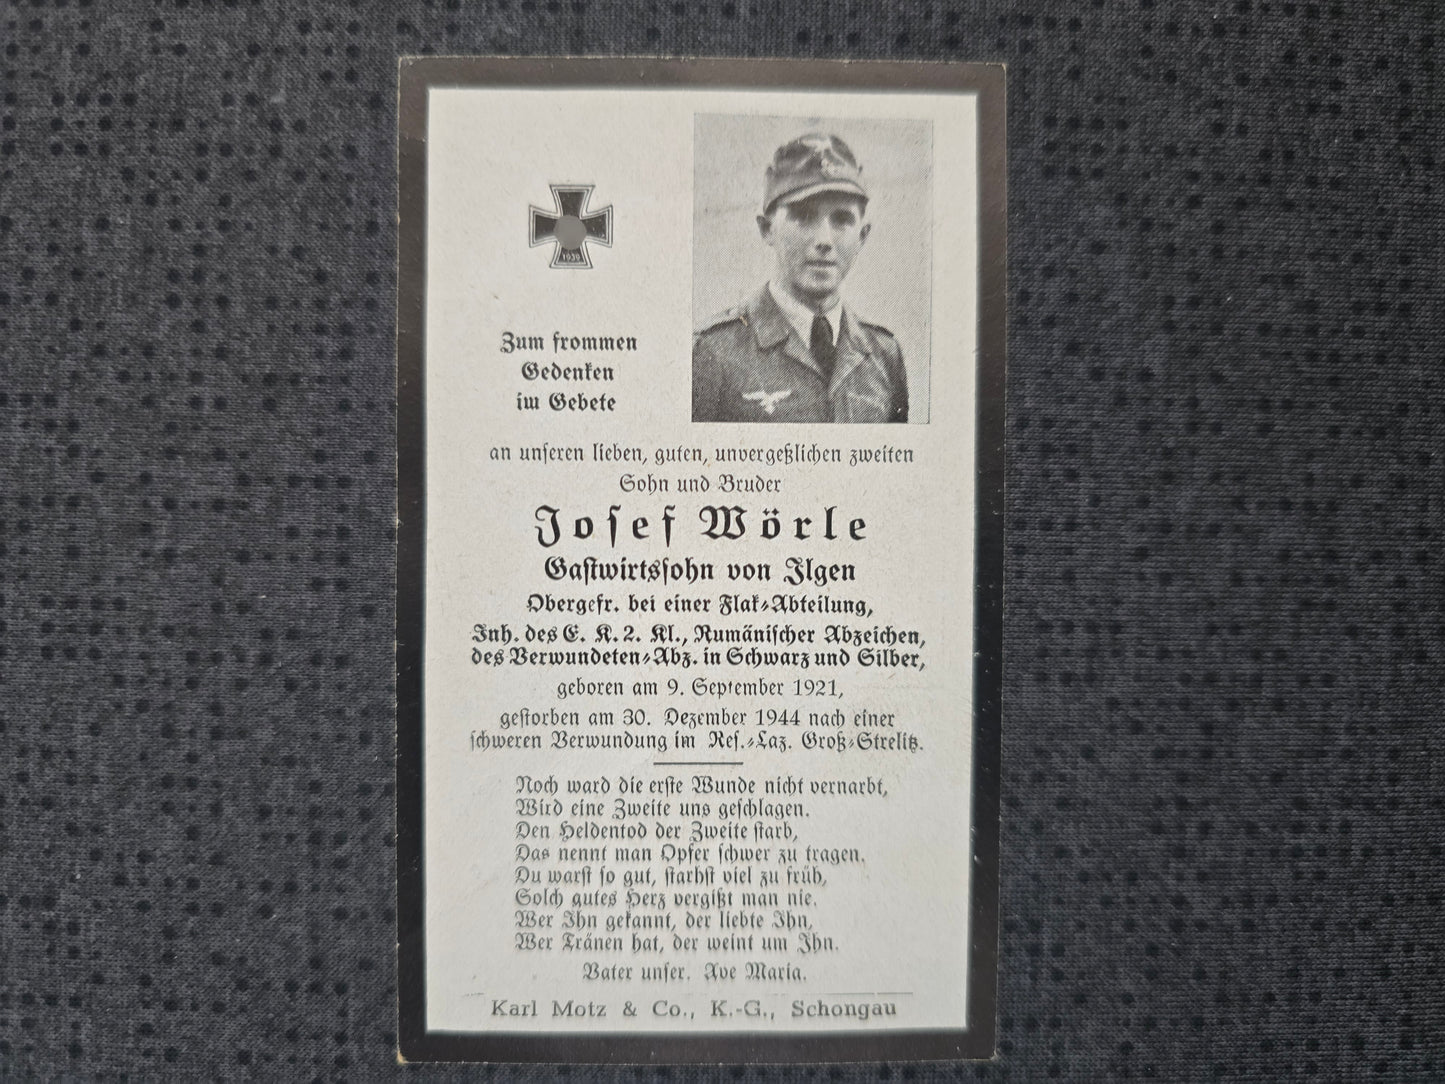 1939
Zum frommen
Gedenken
im Gebete
an unseren lieben, guten, unvergeßlichen zweiten
Sohn und Bruder
Josef Wörle
Gastwirtssohn von Ilgen
Obergefr. bei einer Flak-Abteilung,
Inh. des E. K. 2. Kl., Rumänischer Abzeichen,
des Verwundeten-Abz. in Schwarz und Silber,
geboren am 9. September 1921,
gestorben am 30. Dezember 1944 nach einer
schweren Verwundung im Res.-Laz. Groß-Strelitz.
Noch ward die erste Wunde nicht vernarbt,
Wird eine Zweite uns geschlagen.
Den Heldentod der Zweite starb,
Das nennt man Opfer schwer zu tragen.
Du warst so gut, starbst viel zu früh,
Solch gutes Herz vergißt man nie.
Wer Ihn gekannt, der liebte Ihn,
Wer Tränen hat, der weint um Ihn.
Vater unser. Ave Maria.
Karl Motz & Co., K.-G., Schongau